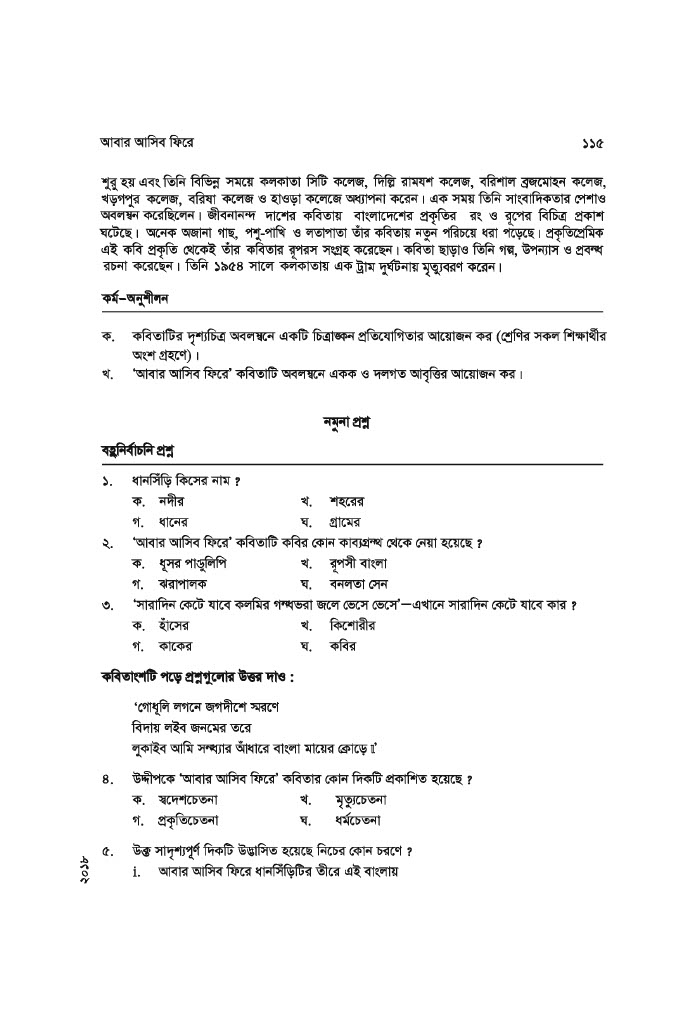 আবার আসিব ফিরে ১১৫
শুরু হয় এবং তিনি বিভিন্ন সময়ে কলকাতা সিটি কলেজ, দিল্লি রামযশ কলেজ, বরিশাল ব্রজমোহন কলেজ,
খড়গপুর কলেজ, বরিষা কলেজ ও হাওড়া কলেজে অধ্যাপনা করেন। এক সময় তিনি সাংবাদিকতার পেশাও
অবলম্বন করেছিলেন। জীবনানন্দ দাশের কবিতায় বাংলাদেশের প্রকৃতির রং ও রূপের বিচিত্র প্রকাশ
ঘটেছে। অনেক অজানা গাছ, পশু-পাখি ও লতাপাতা তাঁর কবিতায় নতুন পরিচয়ে ধরা পড়েছে। প্রকৃতিপ্রেমিক
এই কবি প্রকৃতি থেকেই তাঁর কবিতার রূপরস সংগ্রহ করেছেন। কবিতা ছাড়াও তিনি গল্প, উপন্যাস ও প্রবন্ধ
রচনা করেছেন। তিনি ১৯৫৪ সালে কলকাতায় এক ট্রাম দুর্ঘটনায় মৃত্যুবরণ করেন।
কর্ম-অনুশীলন
ক. কবিতাটির দৃশ্যচিত্র অবলম্বনে একটি চিত্রাঙ্কন প্রতিযোগিতার আয়োজন কর (শ্রেণির সকল শিক্ষার্থীর
অংশ গ্রহণে)।
খ. ‘আবার আসিব ফিরে’ কবিতাটি অবলম্বনে একক ও দলগত আবৃত্তির আয়োজন কর।
নমুনা প্রশ্ন
বহুনির্বাচনি প্রশ্ন
১. ধানসিঁড়ি কিসের নাম ?
ক. নদীর খ. শহরের
গ. ধানের ঘ. গ্রামের
২. ‘আবার আসিব ফিরে’ কবিতাটি কবির কোন কাব্যগ্রন্থ থেকে নেয়া হয়েছে ?
ক. ধূসর পাণ্ডুলিপি খ. রূপসী বাংলা
গ. ঝরাপালক ঘ. বনলতা সেন
৩. ‘সারাদিন কেটে যাবে কলমির গন্ধভরা জলে ভেসে ভেসে’—এখানে সারাদিন কেটে যাবে কার ?
ক. হাঁসের খ. কিশোরীর
গ. কাকের ঘ. কবির
কবিতাংশটি পড়ে প্রশ্নগুলোর উত্তর দাও :
‘গোধূলি লগনে জগদীশে স্মরণে
বিদায় লইব জনমের তরে
লুকাইব আমি সন্ধ্যার আঁধারে বাংলা মায়ের ক্রোড়ে।’
৪. উদ্দীপকে ‘আবার আসিব ফিরে’ কবিতার কোন দিকটি প্রকাশিত হয়েছে ?
ক. স্বদেশচেতনা খ. মৃত্যুচেতনা
গ. প্রকৃতিচেতনা ঘ. ধর্মচেতনা
৫. উক্ত সাদৃশ্যপূর্ণ দিকটি উদ্ভাসিত হয়েছে নিচের কোন চরণে ?
i. আবার আসিব ফিরে ধানসিঁড়িটির তীরে এই বাংলায়
২০১৮